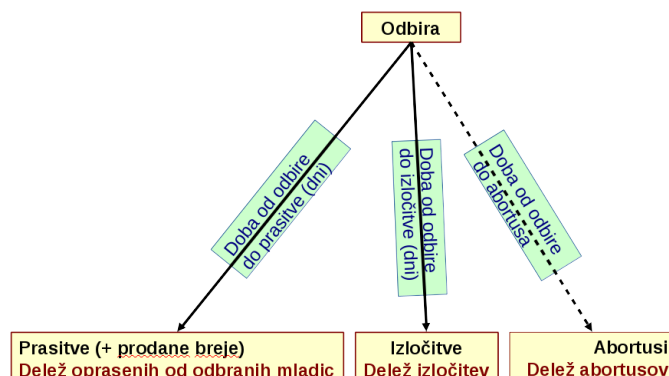 Odbira
Doba od odbire
do prasitve (dni)
Doba od odbire
do izločitve (dni)
Doba od odbire
do abortusa
Prasitve (+ prodane breje)
Delež oprasenih od odbranih mladic
Izločitve
Delež izločitev
Abortusi
Delež abortusov